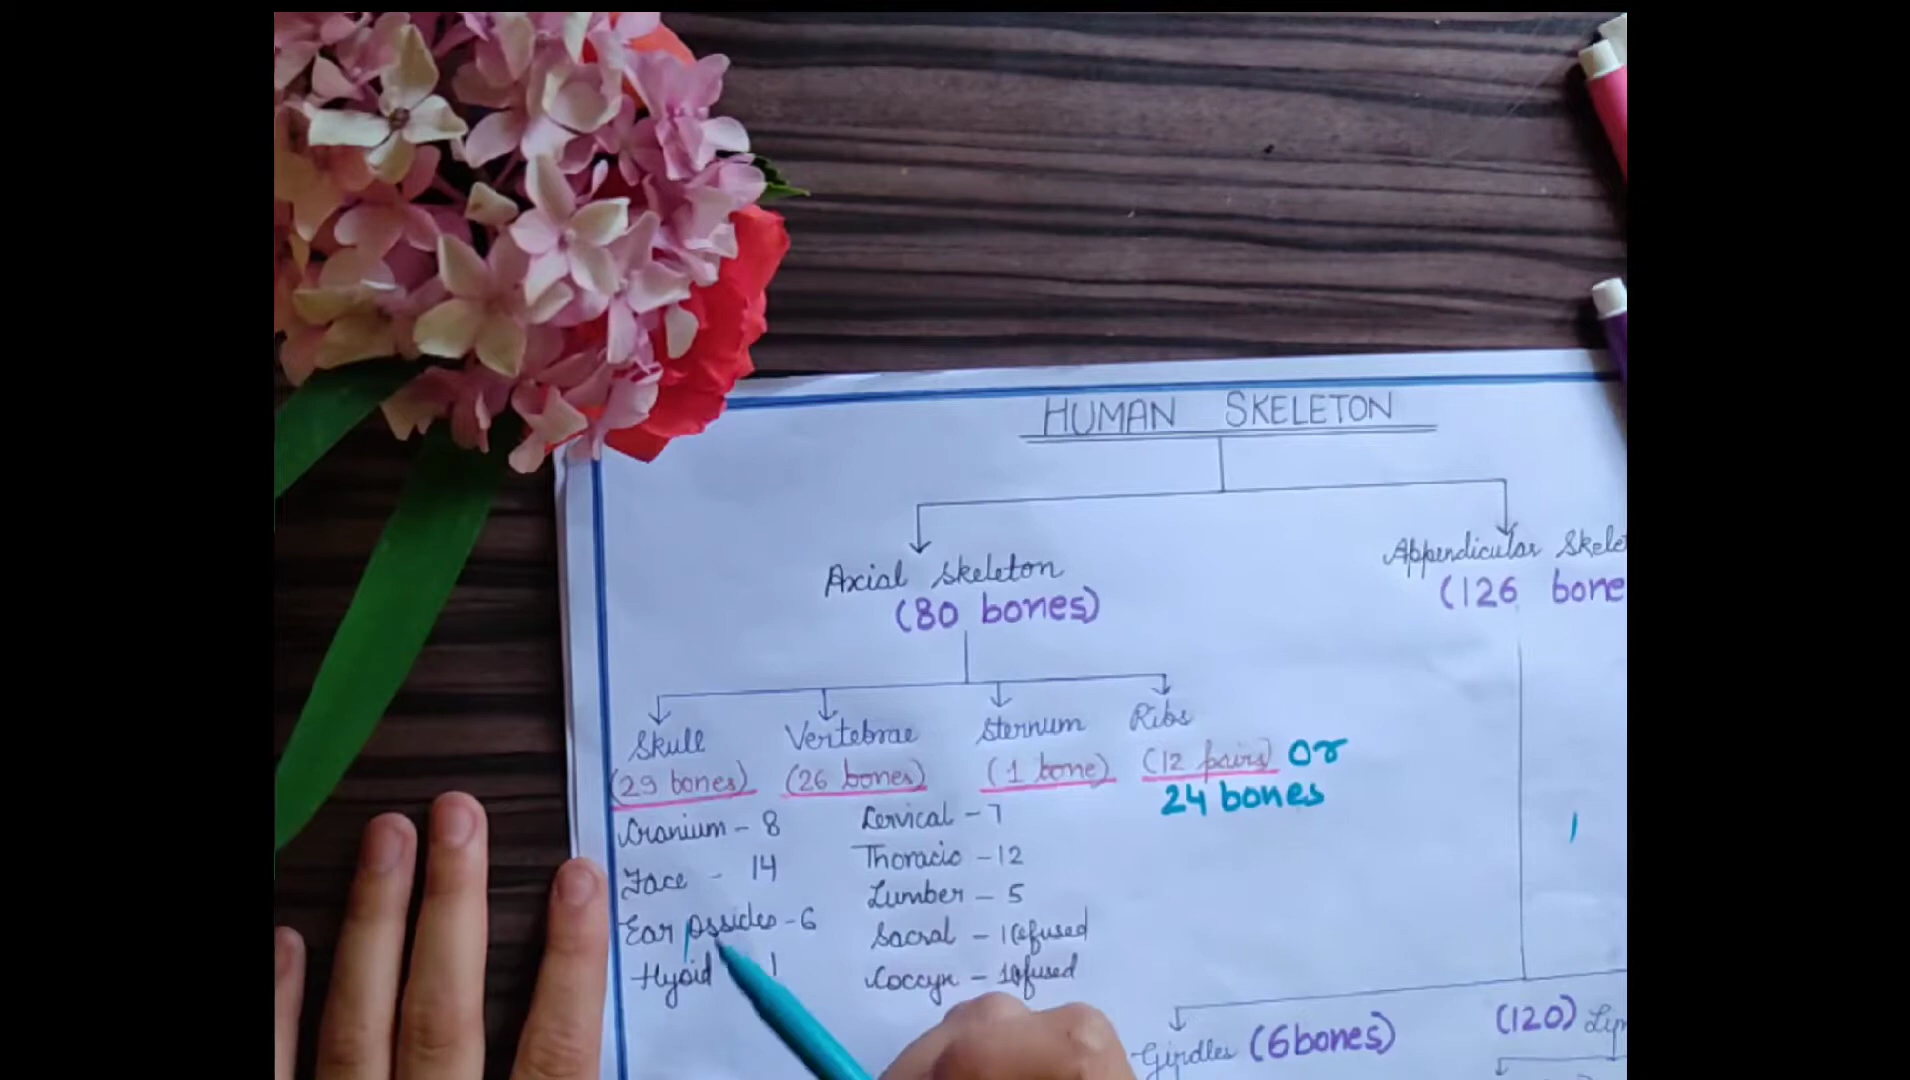 HUMAN SKELETON
Axial Skeleton
(80 bones)
Appendicular Skele
(126 bone
Skull
(29 bones)
Cranium - 8
Face - 14
Ear ossicles - 6
Hyoid 1
Vertebrae
(26 bones)
Cervical - 7
Thoracic - 12
Lumber - 5
Sacral - 1(fused
Coccyx - 1(fused
Sternum
(1 bone)
Ribs
(12 pairs) or
24 bones
Girdles (6bones)
(120)